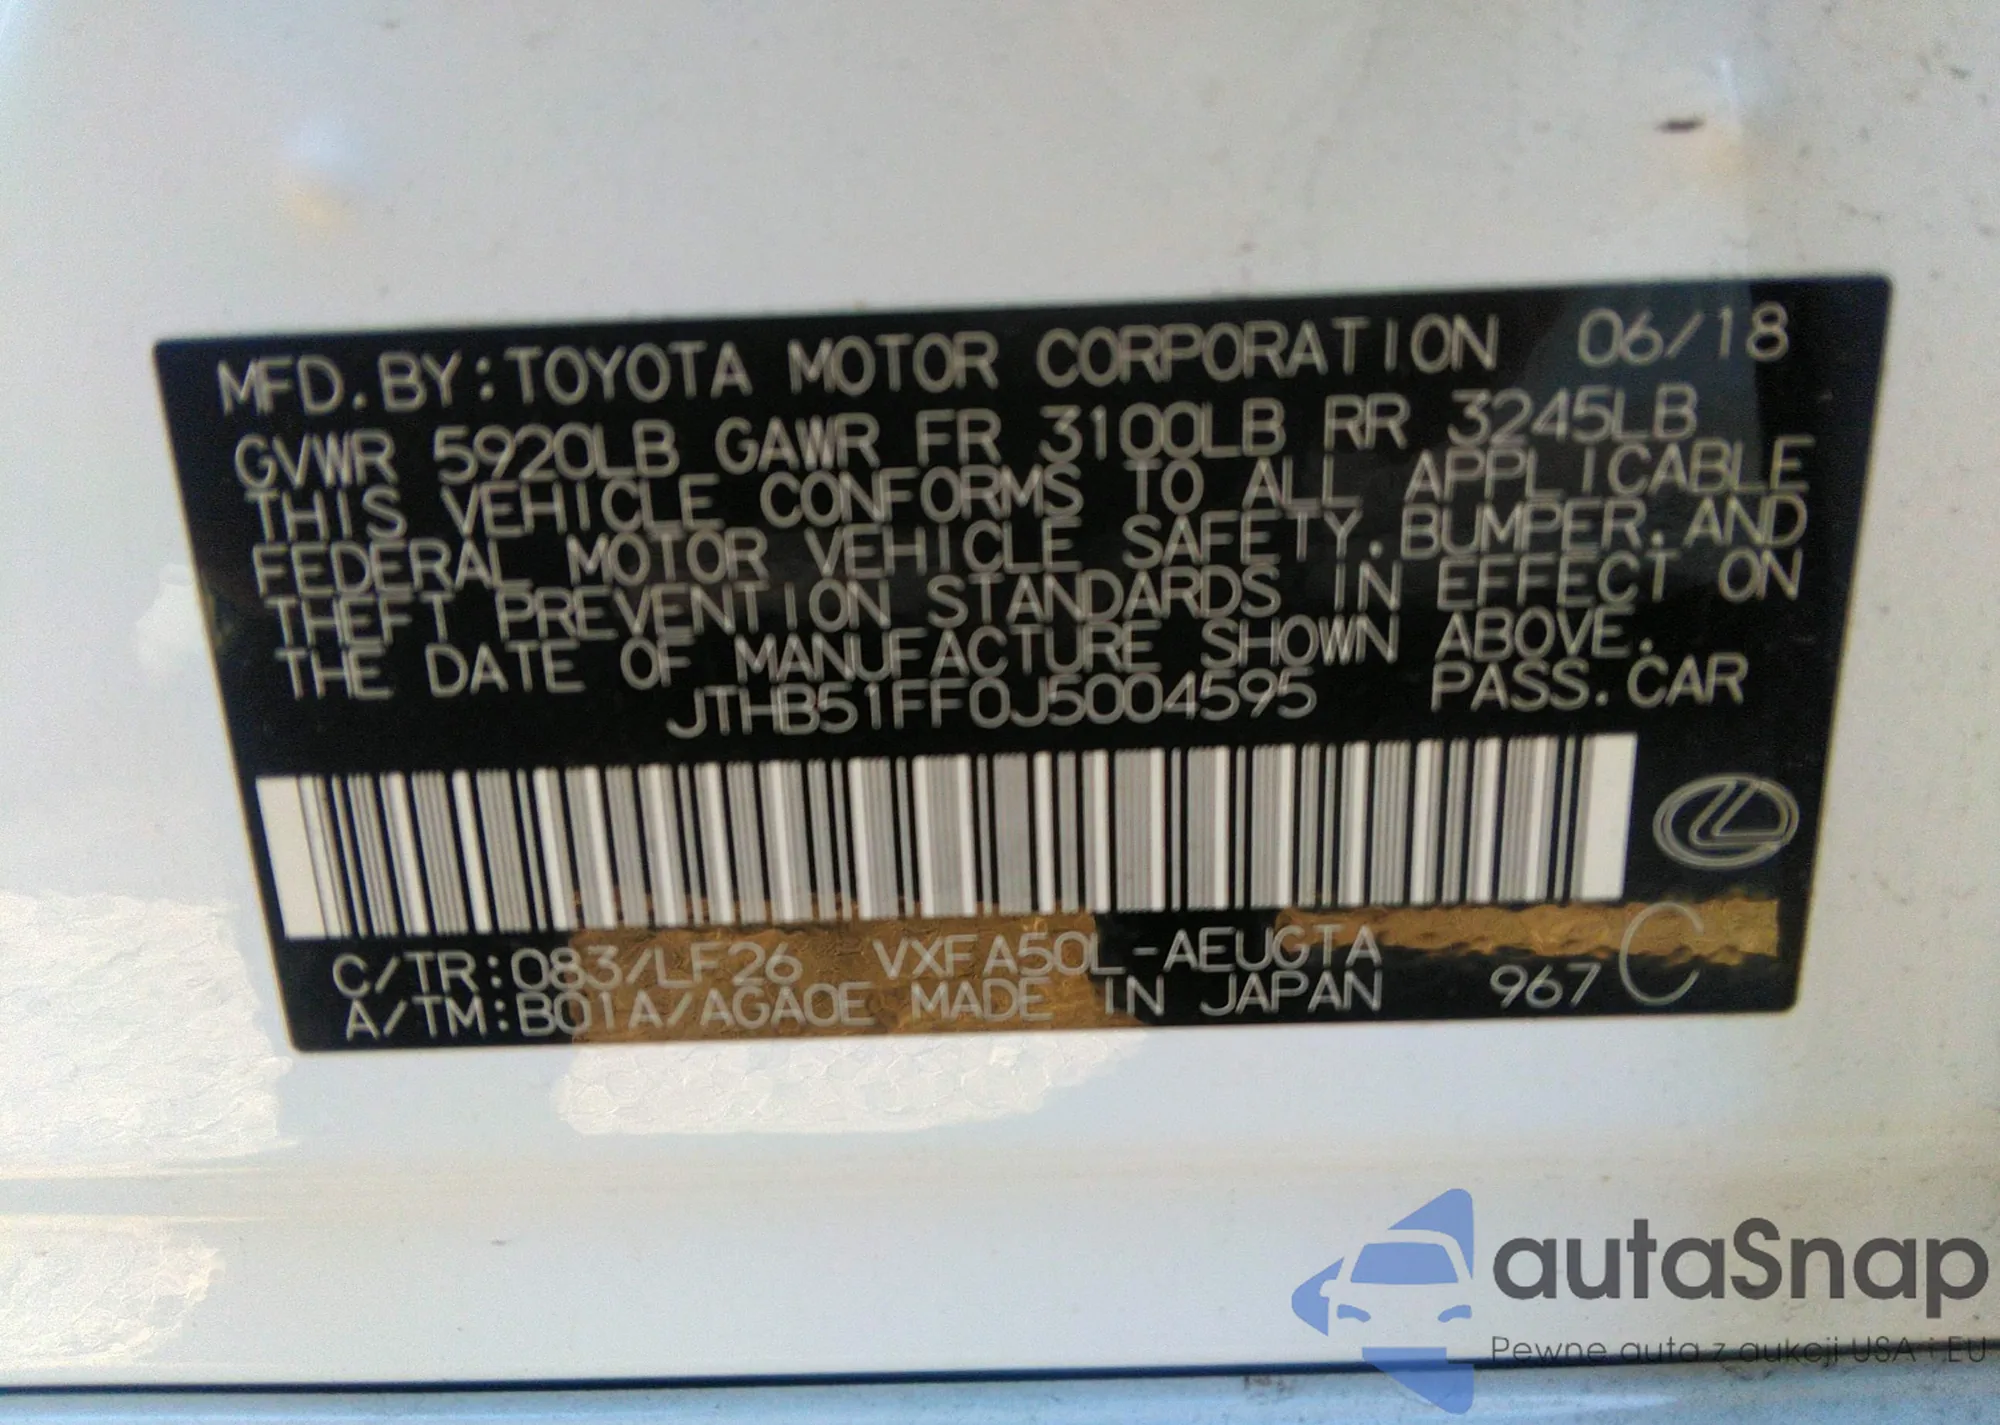 MFD.BY:TOYOTA MOTOR CORPORATION 06/18
GVWR 5920LB GAWR FR 3100LB RR 3245LB
THIS VEHICLE CONFORMS TO ALL APPLICABLE
FEDERAL MOTOR VEHICLE SAFETY.BUMPER.AND
THEFT PREVENTION STANDARDS IN EFFECT ON
THE DATE OF MANUFACTURE SHOWN ABOVE.
JTHB51FF0J5004595 PASS.CAR
C/TR:083/LF26 VXFA50L-AEUGTA
A/TM:B01A/AGA0E MADE IN JAPAN 967 C
autaSnap
Pewne auta z aukcji USA i EU